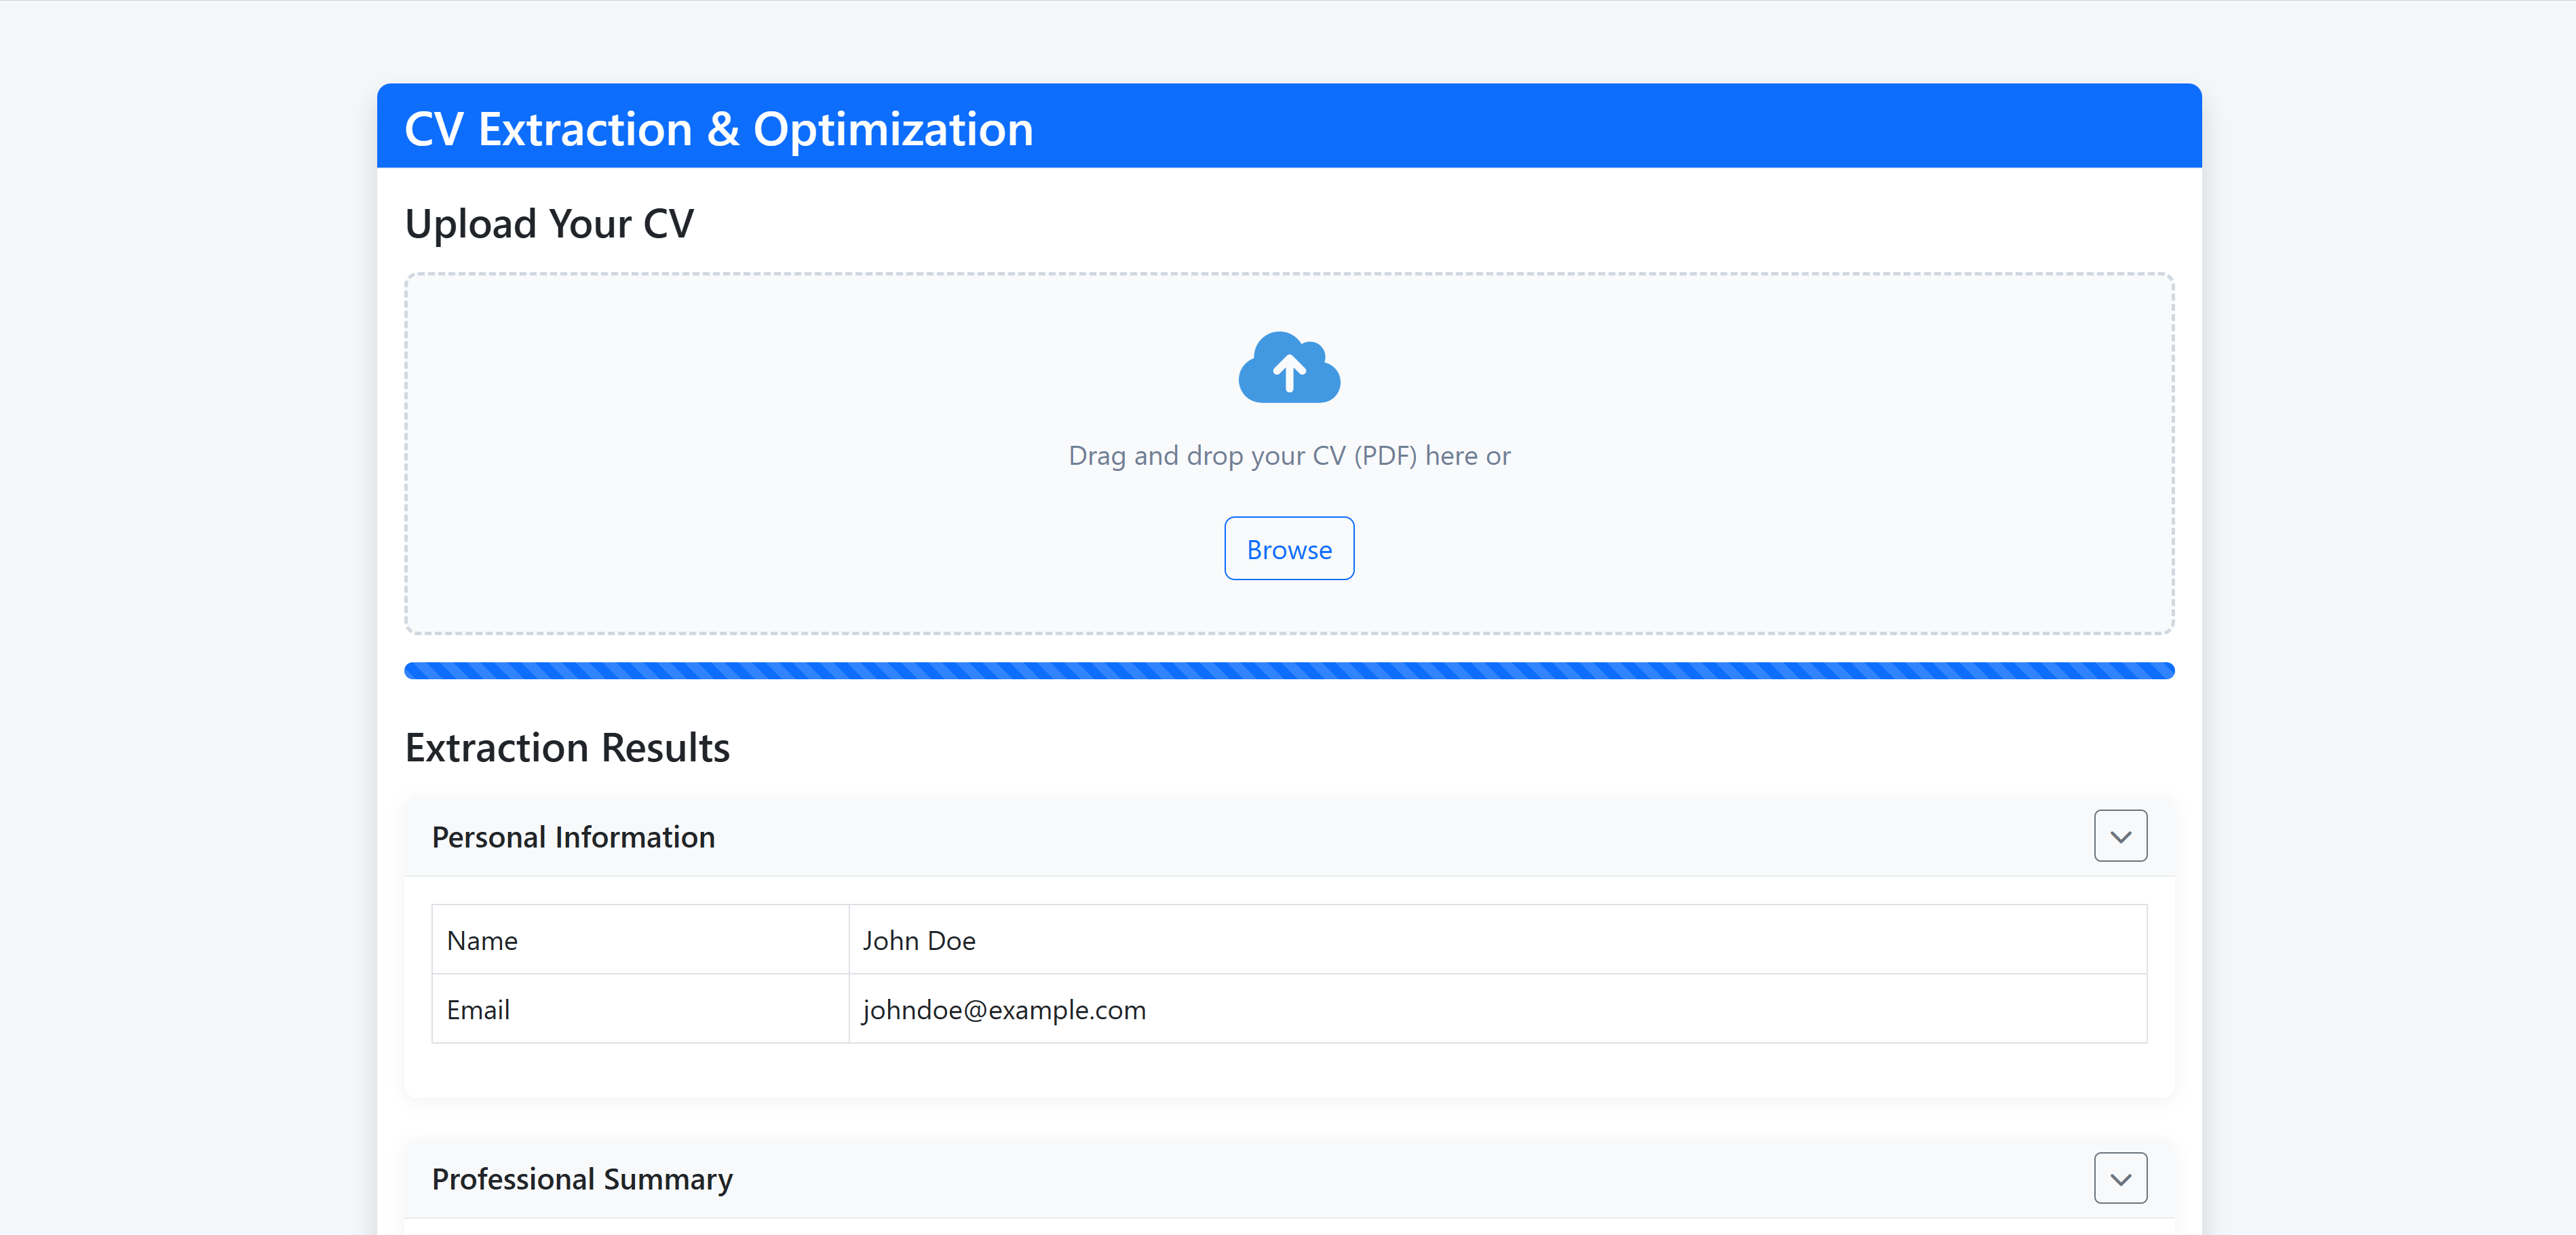 CV Extraction & Optimization
Upload Your CV
Drag and drop your CV (PDF) here or
Browse
Extraction Results
Personal Information
Name John Doe
Email johndoe@example.com
Professional Summary